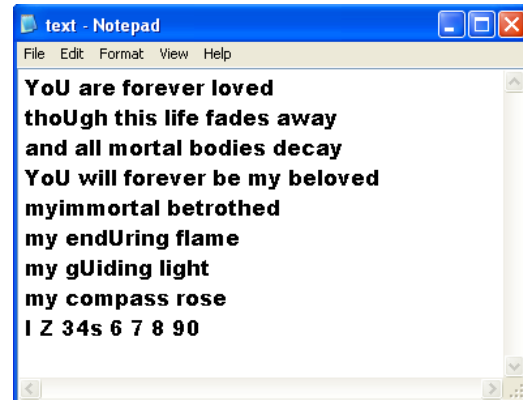 text - Notepad
File Edit Format View Help
YoU are forever loved
thoUgh this life fades away
and all mortal bodies decay
YoU will forever be my beloved
myimmortal betrothed
my endUring flame
my gUiding light
my compass rose
I Z 34s 6 7 8 90